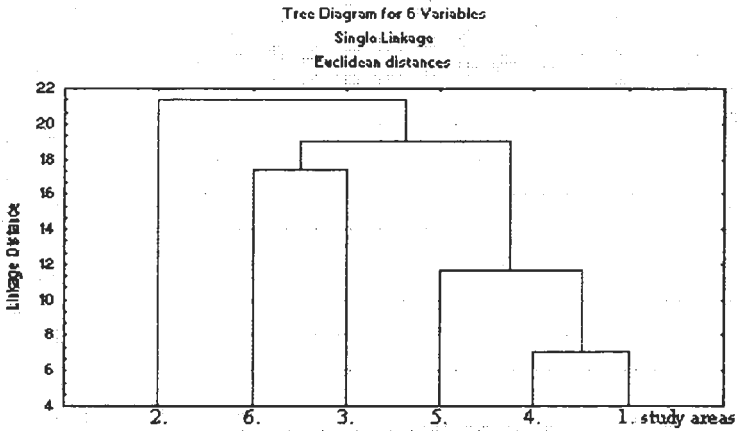 Tree Diagram for 6 Variables
Single Linkage
Euclidean distances
22
20
18
16
14
12
10
8
6
4
Linkage Distance
2. 6. 3. 5. 4. 1. study areas